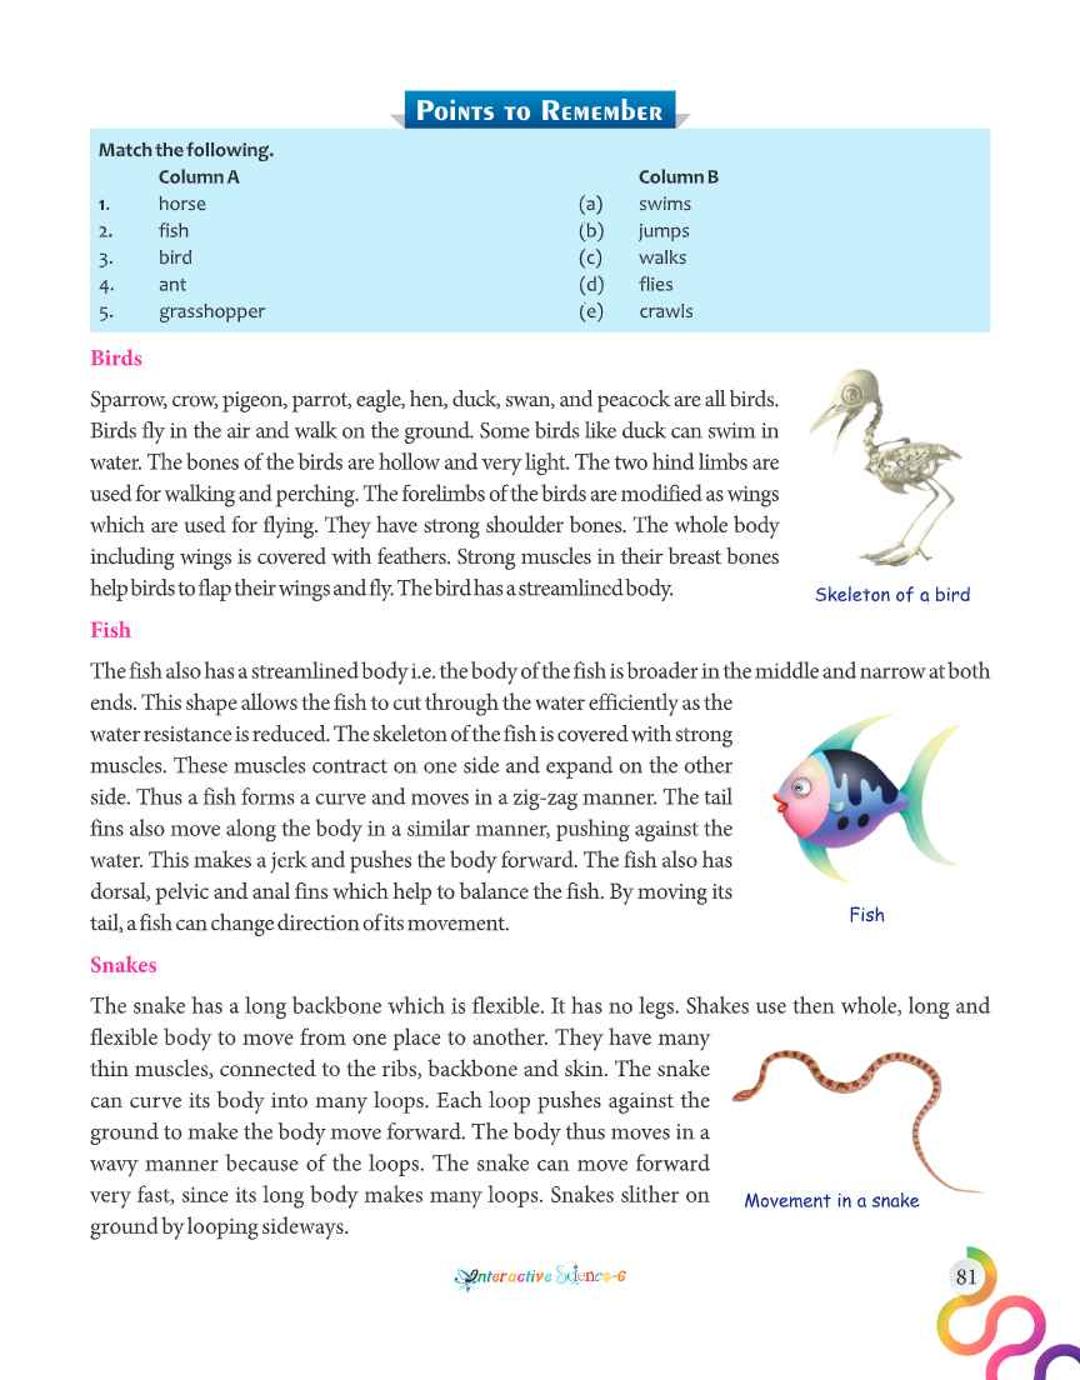 Points to Remember
Match the following.
Column A Column B
1. horse (a) swims
2. fish (b) jumps
3. bird (c) walks
4. ant (d) flies
5. grasshopper (e) crawls
Birds
Sparrow, crow, pigeon, parrot, eagle, hen, duck, swan, and peacock are all birds.
Birds fly in the air and walk on the ground. Some birds like duck can swim in
water. The bones of the birds are hollow and very light. The two hind limbs are
used for walking and perching. The forelimbs of the birds are modified as wings
which are used for flying. They have strong shoulder bones. The whole body
including wings is covered with feathers. Strong muscles in their breast bones
help birds to flap their wings and fly. The bird has a streamlined body.
Skeleton of a bird
Fish
The fish also has a streamlined body i.e. the body of the fish is broader in the middle and narrow at both
ends. This shape allows the fish to cut through the water efficiently as the
water resistance is reduced. The skeleton of the fish is covered with strong
muscles. These muscles contract on one side and expand on the other
side. Thus a fish forms a curve and moves in a zig-zag manner. The tail
fins also move along the body in a similar manner, pushing against the
water. This makes a jerk and pushes the body forward. The fish also has
dorsal, pelvic and anal fins which help to balance the fish. By moving its
tail, a fish can change direction of its movement.
Fish
Snakes
The snake has a long backbone which is flexible. It has no legs. Shakes use then whole, long and
flexible body to move from one place to another. They have many
thin muscles, connected to the ribs, backbone and skin. The snake
can curve its body into many loops. Each loop pushes against the
ground to make the body move forward. The body thus moves in a
wavy manner because of the loops. The snake can move forward
very fast, since its long body makes many loops. Snakes slither on
ground by looping sideways.
Movement in a snake
Interactive Science-6
81